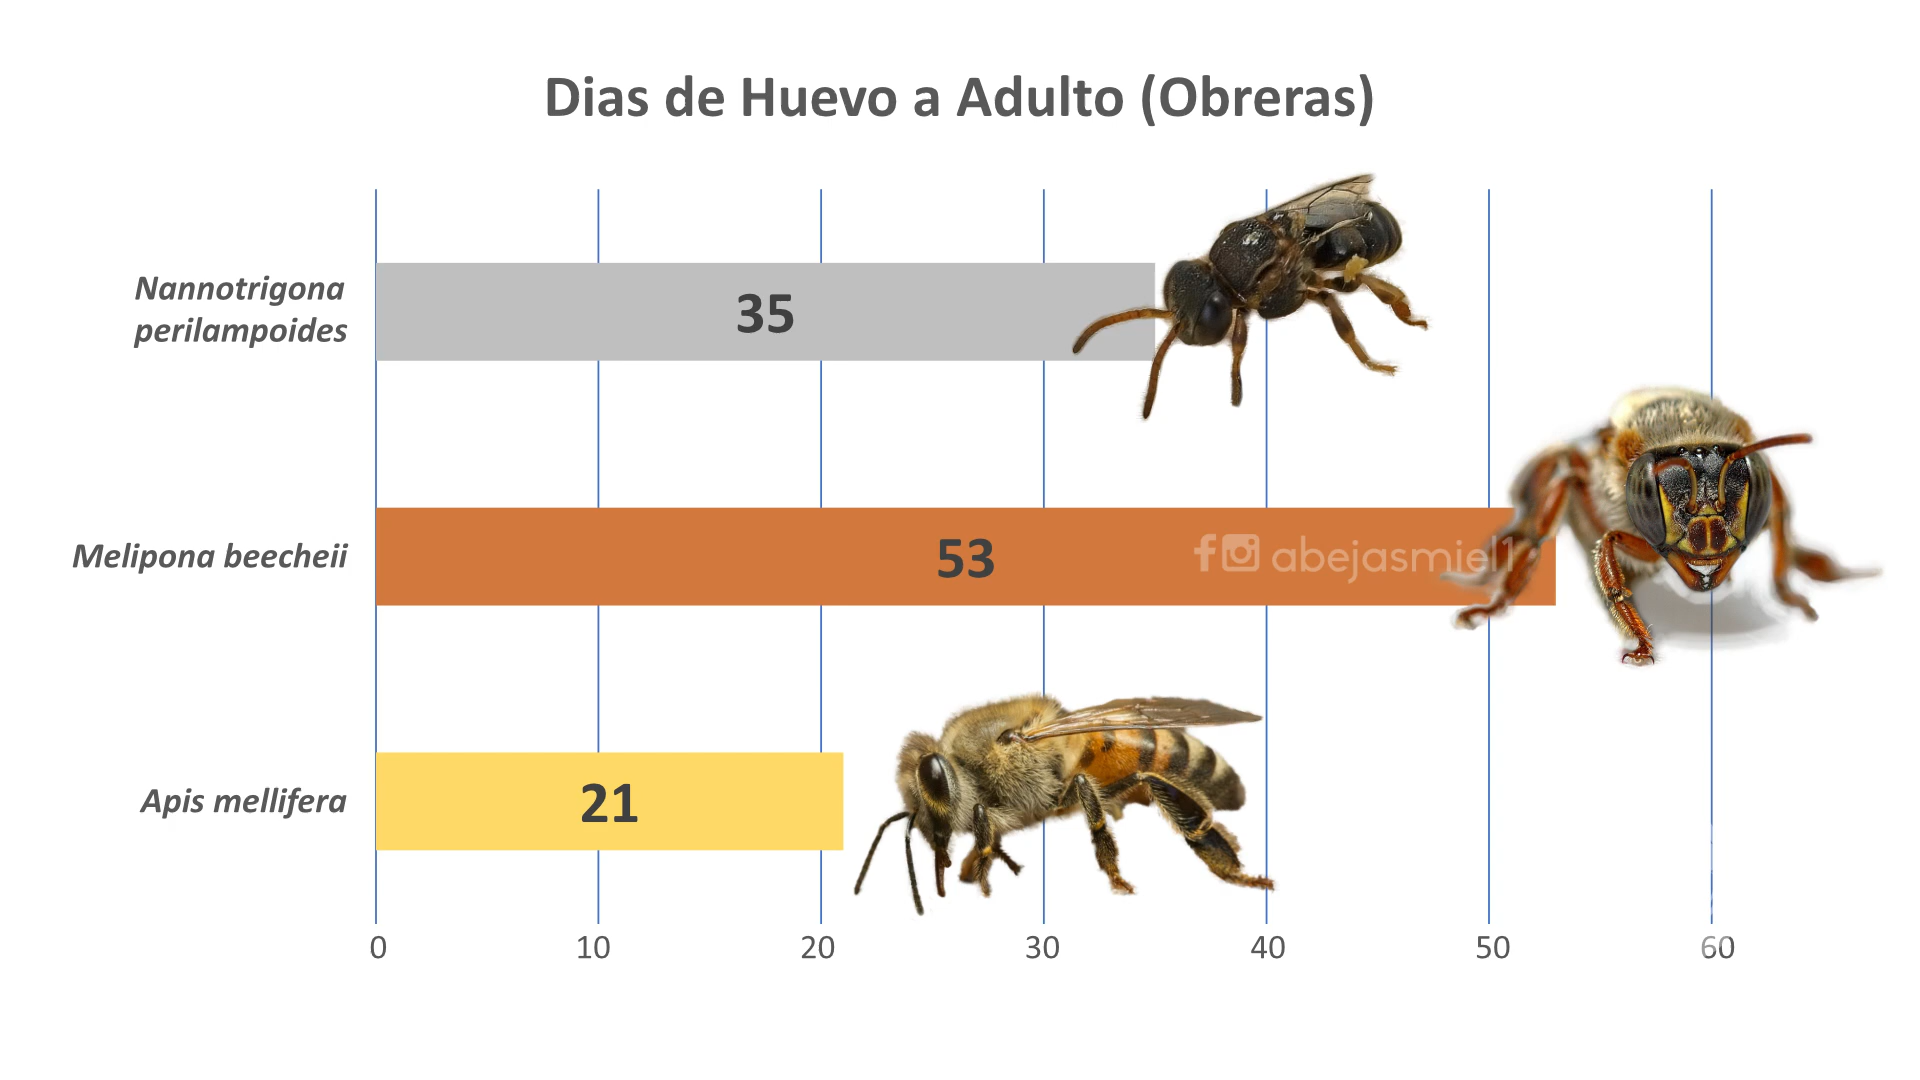 Dias de Huevo a Adulto (Obreras)
Nannotrigona
perilampoides
35
Melipona beecheii
53
abejasmiel1
Apis mellifera
21
0 10 20 30 40 50 60